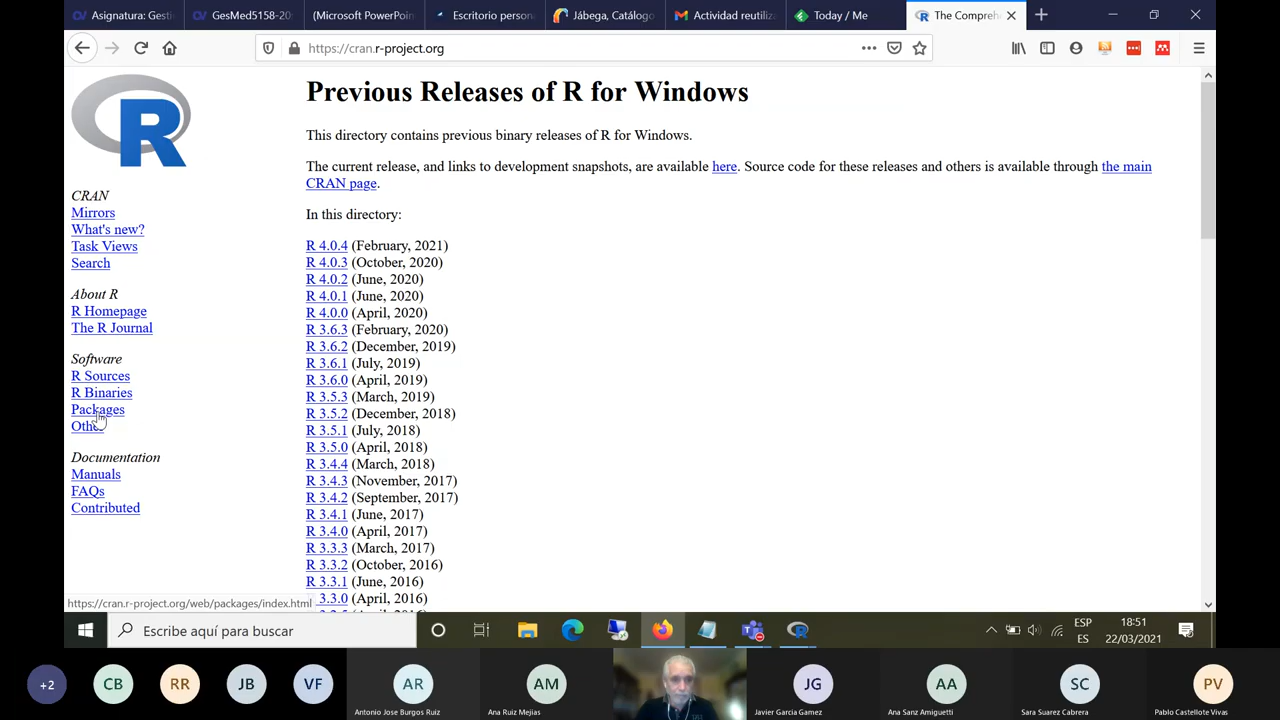 Asignatura: Gesti
GesMed5158-20
(Microsoft PowerPoin
Escritorio person
Jábega, Catálogo
Actividad reutiliza
Today / Me
The Compreh
https://cran.r-project.org
R
Previous Releases of R for Windows
This directory contains previous binary releases of R for Windows.
The current release, and links to development snapshots, are available here. Source code for these releases and others is available through the main
CRAN page.
In this directory:
R 4.0.4 (February, 2021)
R 4.0.3 (October, 2020)
R 4.0.2 (June, 2020)
R 4.0.1 (June, 2020)
R 4.0.0 (April, 2020)
R 3.6.3 (February, 2020)
R 3.6.2 (December, 2019)
R 3.6.1 (July, 2019)
R 3.6.0 (April, 2019)
R 3.5.3 (March, 2019)
R 3.5.2 (December, 2018)
R 3.5.1 (July, 2018)
R 3.5.0 (April, 2018)
R 3.4.4 (March, 2018)
R 3.4.3 (November, 2017)
R 3.4.2 (September, 2017)
R 3.4.1 (June, 2017)
R 3.4.0 (April, 2017)
R 3.3.3 (March, 2017)
R 3.3.2 (October, 2016)
R 3.3.1 (June, 2016)
3.3.0 (April, 2016)
CRAN
Mirrors
What's new?
Task Views
Search
About R
R Homepage
The R Journal
Software
R Sources
R Binaries
Packages
Other
Documentation
Manuals
FAQs
Contributed
https://cran.r-project.org/web/packages/index.html
Escribe aquí para buscar
ESP
ES
18:51
22/03/2021
+2
CB
RR
JB
VF
AR
Antonio Jose Burgos Ruiz
AM
Ana Ruiz Mejias
JG
Javier Garcia Gamez
AA
Ana Sanz Amiguetti
SC
Sara Suarez Cabrera
PV
Pablo Castellote Vivas